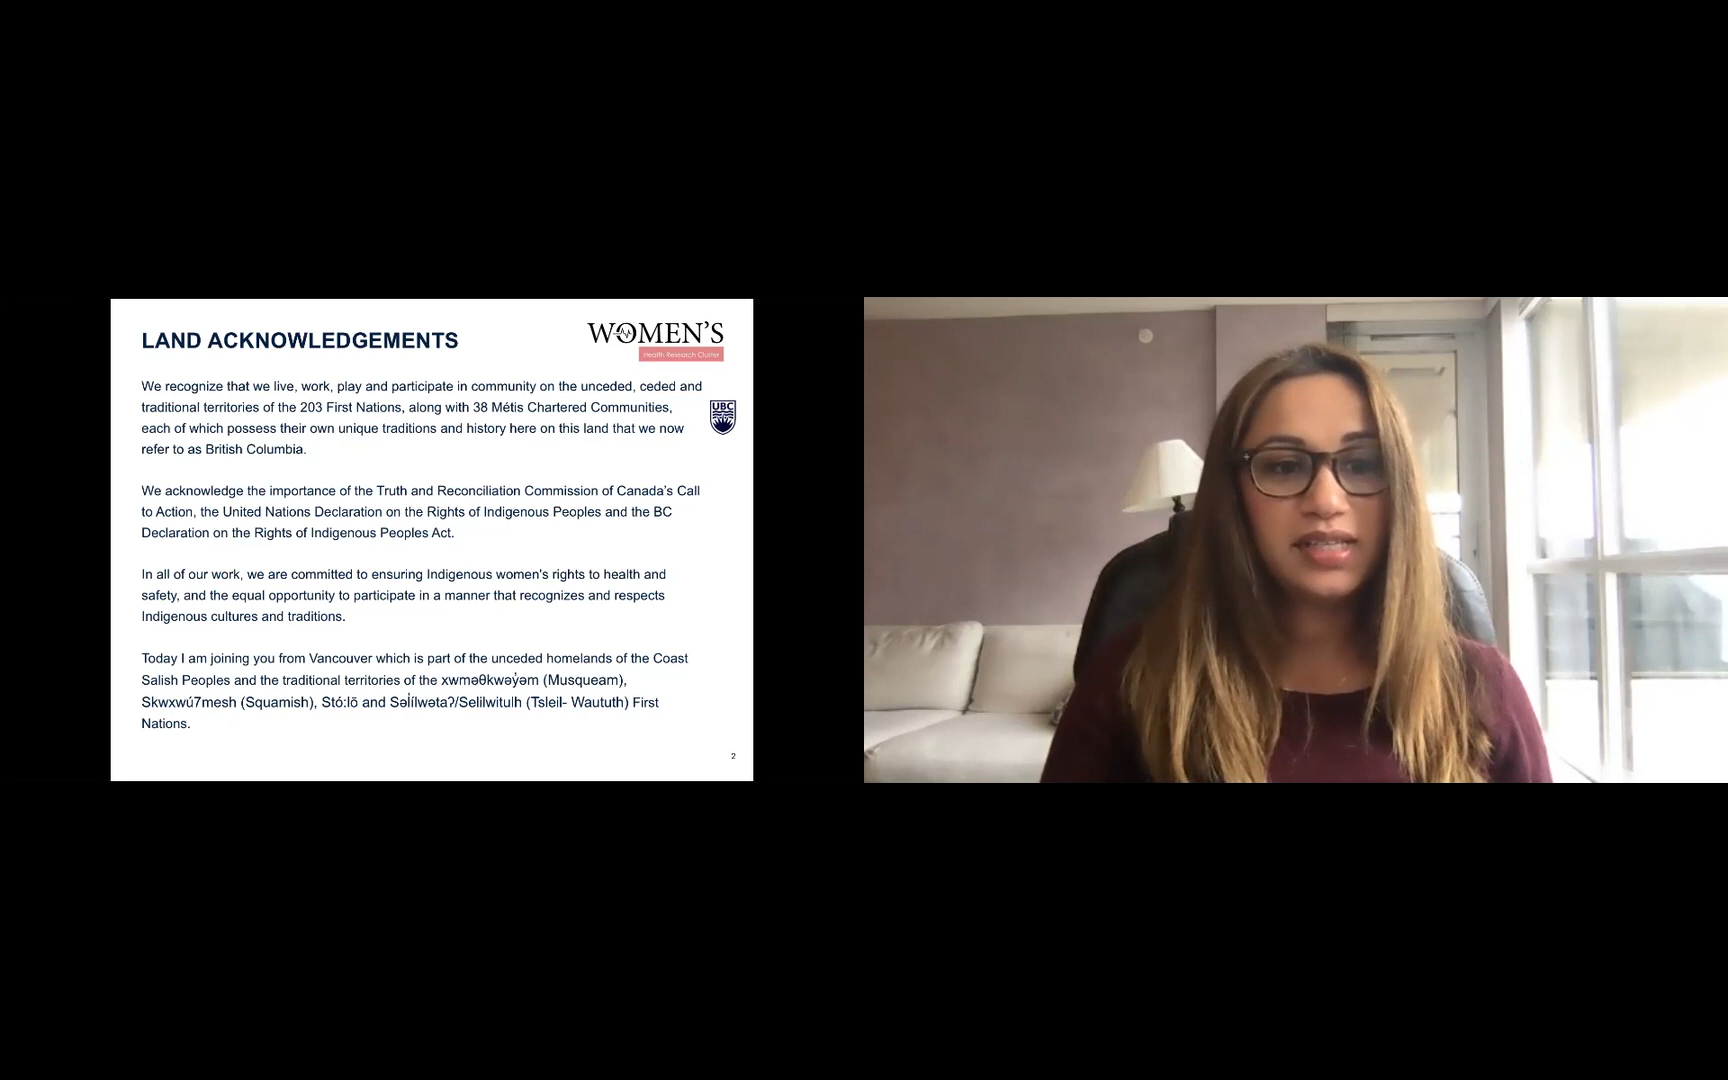 LAND ACKNOWLEDGEMENTS
WOMEN'S
Health Research Cluster
We recognize that we live, work, play and participate in community on the unceded, ceded and
traditional territories of the 203 First Nations, along with 38 Métis Chartered Communities,
each of which possess their own unique traditions and history here on this land that we now
refer to as British Columbia.
UBC
We acknowledge the importance of the Truth and Reconciliation Commission of Canada’s Call
to Action, the United Nations Declaration on the Rights of Indigenous Peoples and the BC
Declaration on the Rights of Indigenous Peoples Act.
In all of our work, we are committed to ensuring Indigenous women's rights to health and
safety, and the equal opportunity to participate in a manner that recognizes and respects
Indigenous cultures and traditions.
Today I am joining you from Vancouver which is part of the unceded homelands of the Coast
Salish Peoples and the traditional territories of the xwməθkwəy̓əm (Musqueam),
Skwxwú7mesh (Squamish), Stó:lō and Səl̓ílwətaʔ/Selilwitulh (Tsleil- Waututh) First
Nations.
2